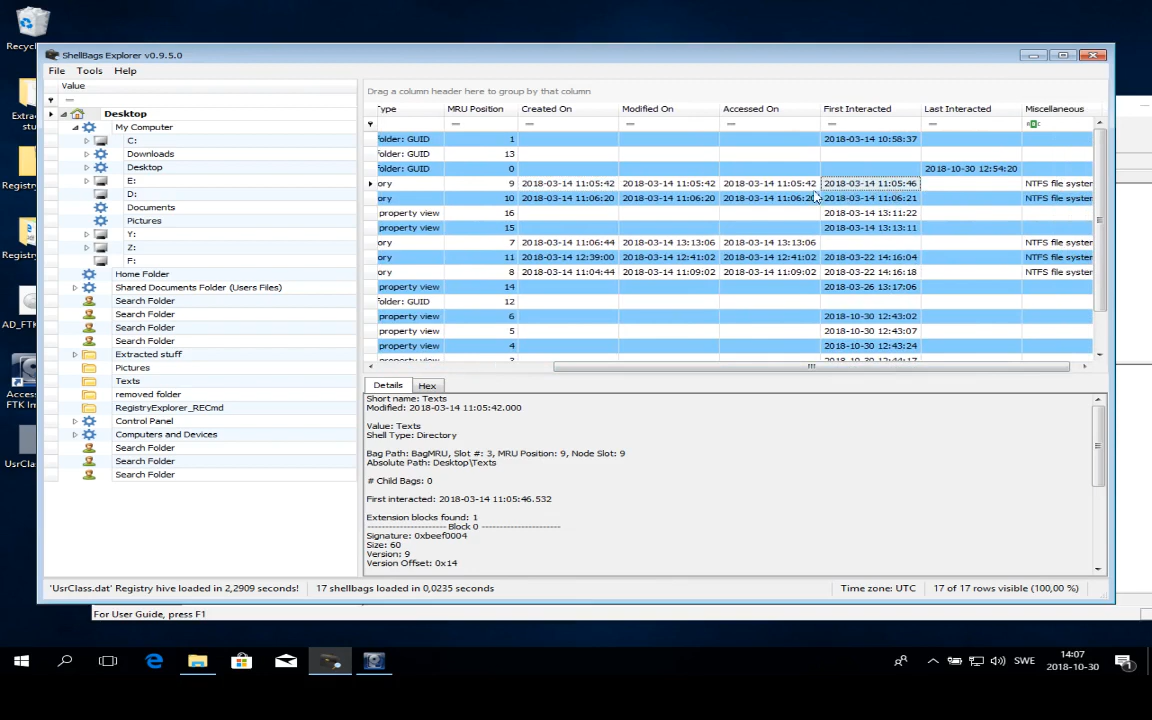 Recyc
ShellBags Explorer v0.9.5.0
File Tools Help
Value
Drag a column header here to group by that column
Type MRU Position Created On Modified On Accessed On First Interacted Last Interacted Miscellaneous
= = = = = =
Desktop
My Computer
C:
Downloads
Desktop
E:
D:
Documents
Pictures
Y:
Z:
F:
Home Folder
Shared Documents Folder (Users Files)
Search Folder
Search Folder
Search Folder
Search Folder
Extracted stuff
Pictures
Texts
removed folder
RegistryExplorer_RECmd
Control Panel
Computers and Devices
Search Folder
Search Folder
Search Folder
folder: GUID 1 2018-03-14 10:58:37
folder: GUID 13
folder: GUID 0 2018-10-30 12:54:20
ory 9 2018-03-14 11:05:42 2018-03-14 11:05:42 2018-03-14 11:05:42 2018-03-14 11:05:46 NTFS file system
ory 10 2018-03-14 11:06:20 2018-03-14 11:06:20 2018-03-14 11:06:20 2018-03-14 11:06:21 NTFS file system
property view 16 2018-03-14 13:11:22
property view 15 2018-03-14 13:13:11
ory 7 2018-03-14 11:06:44 2018-03-14 13:13:06 2018-03-14 13:13:06 NTFS file system
ory 11 2018-03-14 12:39:00 2018-03-14 12:41:02 2018-03-14 12:41:02 2018-03-22 14:16:04 NTFS file system
ory 8 2018-03-14 11:04:44 2018-03-14 11:09:02 2018-03-14 11:09:02 2018-03-22 14:16:18 NTFS file system
property view 14 2018-03-26 13:17:06
folder: GUID 12
property view 6 2018-10-30 12:43:02
property view 5 2018-10-30 12:43:07
property view 4 2018-10-30 12:43:24
property view 3 2018-10-30 12:44:17
Details Hex
Short name: Texts
Modified: 2018-03-14 11:05:42.000
Value: Texts
Shell Type: Directory
Bag Path: BagMRU, Slot #: 3, MRU Position: 9, Node Slot: 9
Absolute Path: Desktop\Texts
# Child Bags: 0
First interacted: 2018-03-14 11:05:46.532
Extension blocks found: 1
---------------------- Block 0 ----------------------
Signature: 0xbeef0004
Size: 60
Version: 9
Version Offset: 0x14
'UsrClass.dat' Registry hive loaded in 2,2909 seconds! 17 shellbags loaded in 0,0235 seconds Time zone: UTC 17 of 17 rows visible (100,00 %)
For User Guide, press F1
Extrac
stu
Registry
Registry
AD_FTK
Access
FTK Im
UsrClas
SWE
14:07
2018-10-30
1